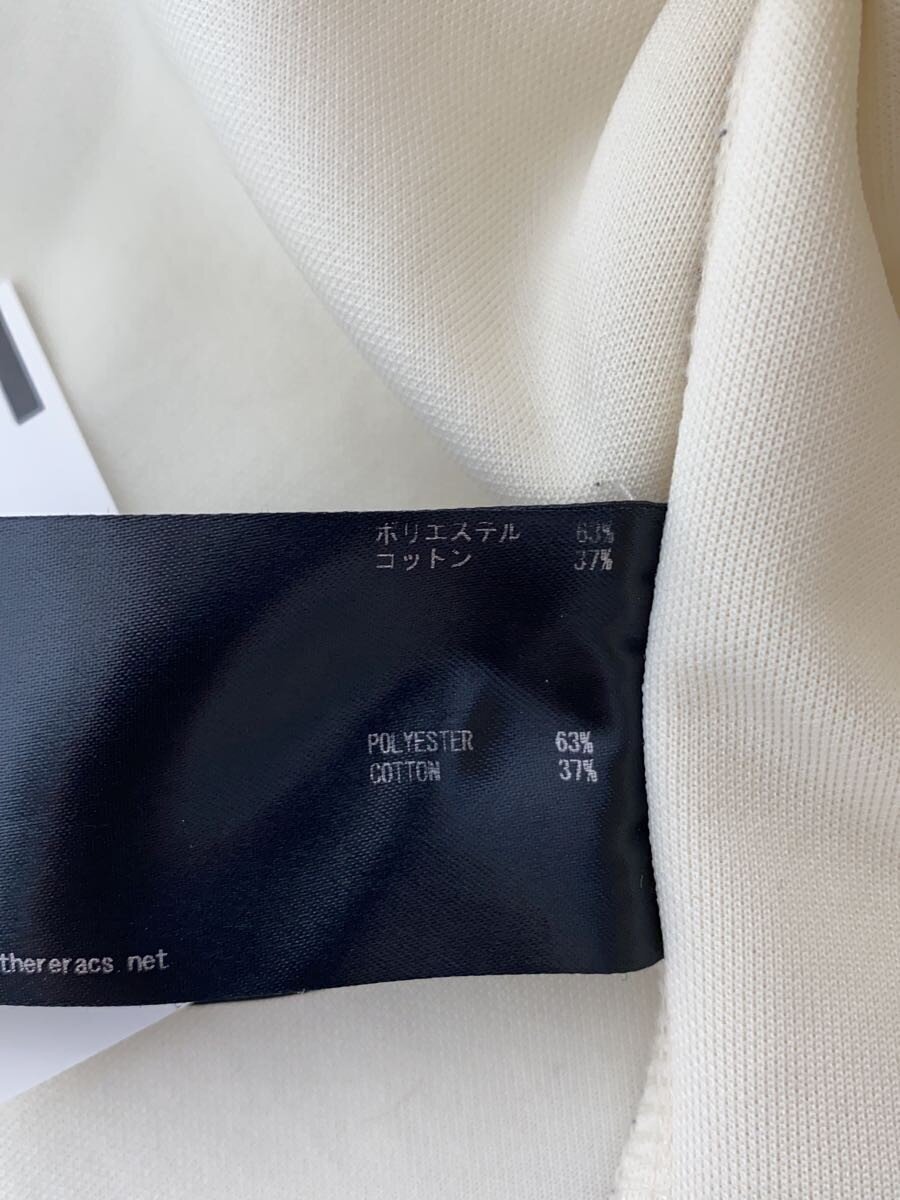 ポリエステル 63%
コットン 37%
POLYESTER 63%
COTTON 37%
thereracs.net